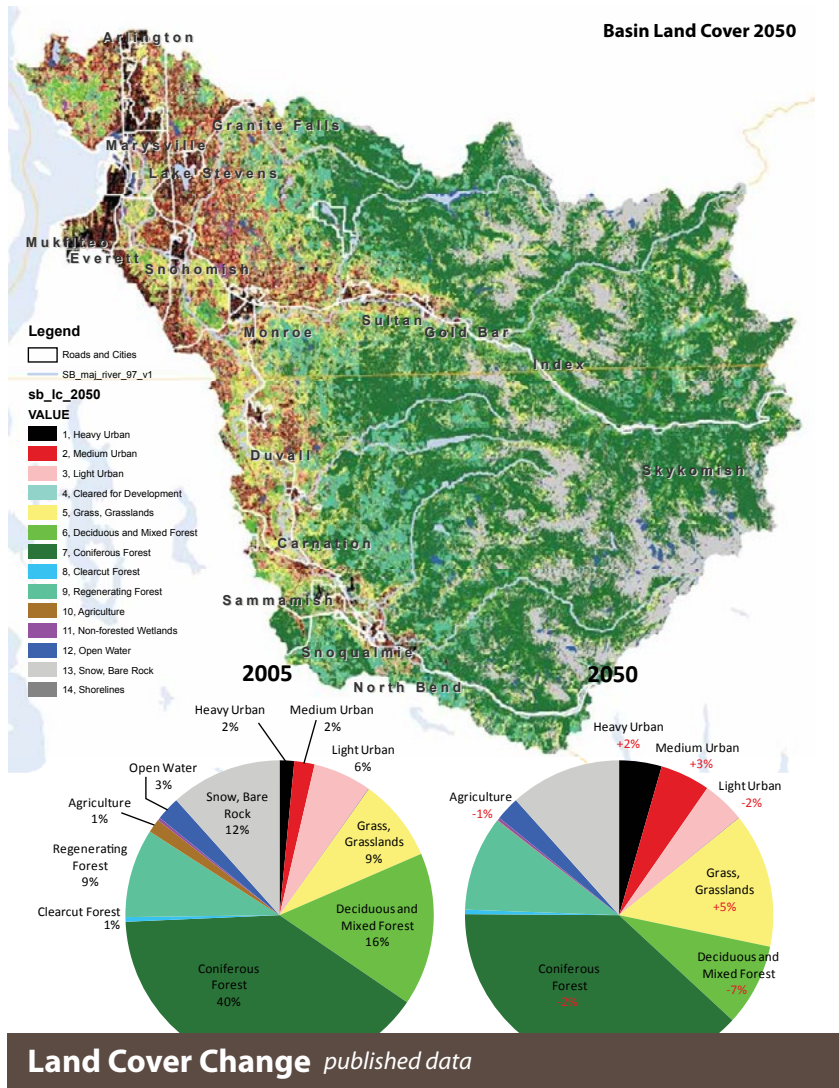 Basin Land Cover 2050
Arlington
Granite Falls
Marysville
Lake Stevens
Mukilteo
Everett
Snohomish
Sultan
Monroe
Gold Bar
Index
Duvall
Skykomish
Carnation
Sammamish
Snoqualmie
North Bend
Legend
Roads and Cities
SB_maj_river_97_v1
sb_lc_2050
VALUE
1, Heavy Urban
2, Medium Urban
3, Light Urban
4, Cleared for Development
5, Grass, Grasslands
6, Deciduous and Mixed Forest
7, Coniferous Forest
8, Clearcut Forest
9, Regenerating Forest
10, Agriculture
11, Non-forested Wetlands
12, Open Water
13, Snow, Bare Rock
14, Shorelines
2005
Heavy Urban
2%
Medium Urban
2%
Light Urban
6%
Grass,
Grasslands
9%
Deciduous and
Mixed Forest
16%
Coniferous
Forest
40%
Clearcut Forest
1%
Regenerating
Forest
9%
Agriculture
1%
Open Water
3%
Snow, Bare
Rock
12%
2050
Heavy Urban
+2%
Medium Urban
+3%
Light Urban
-2%
Grass,
Grasslands
+5%
Deciduous and
Mixed Forest
-7%
Coniferous
Forest
Agriculture
-1%
Land Cover Change published data